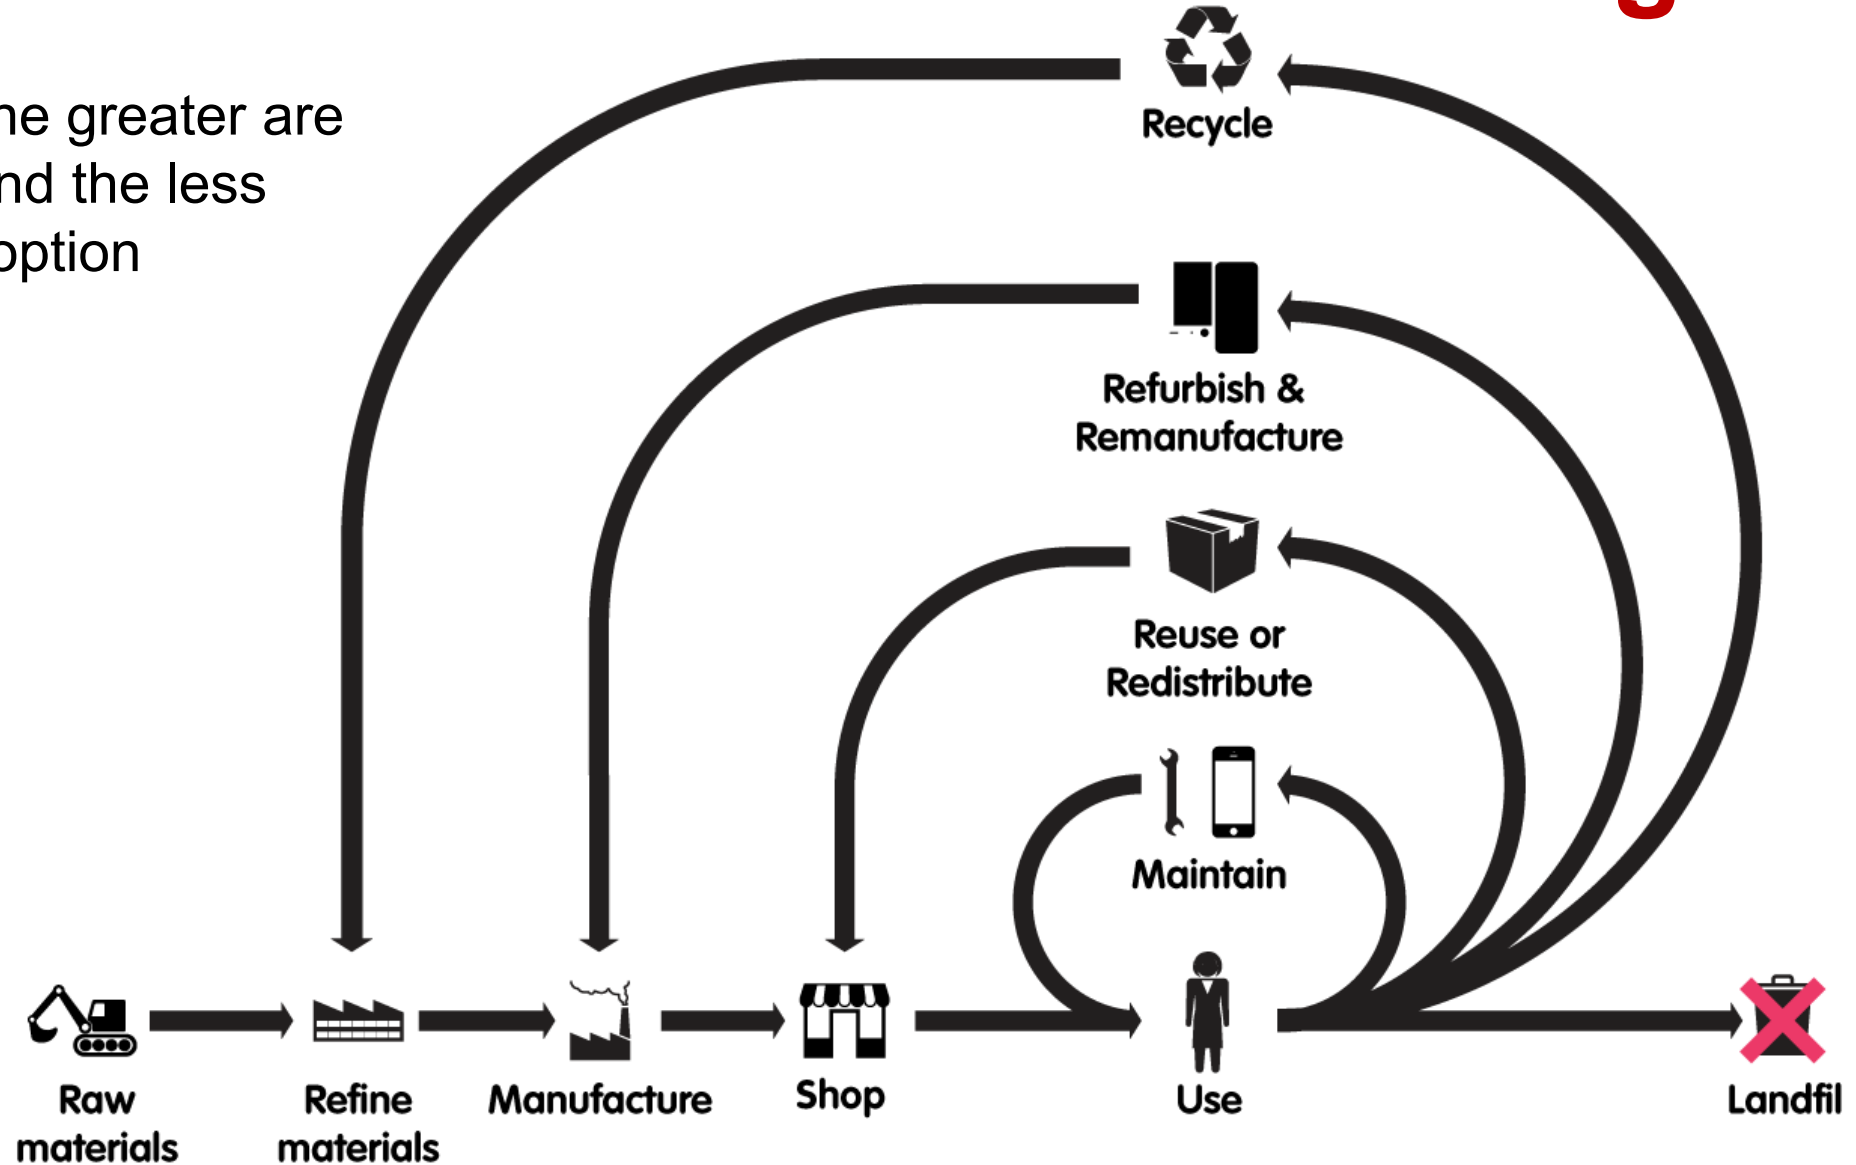 g
ne greater are
nd the less
option
Recycle
Refurbish &
Remanufacture
Reuse or
Redistribute
Maintain
Raw
materials
Refine
materials
Manufacture
Shop
Use
Landfil